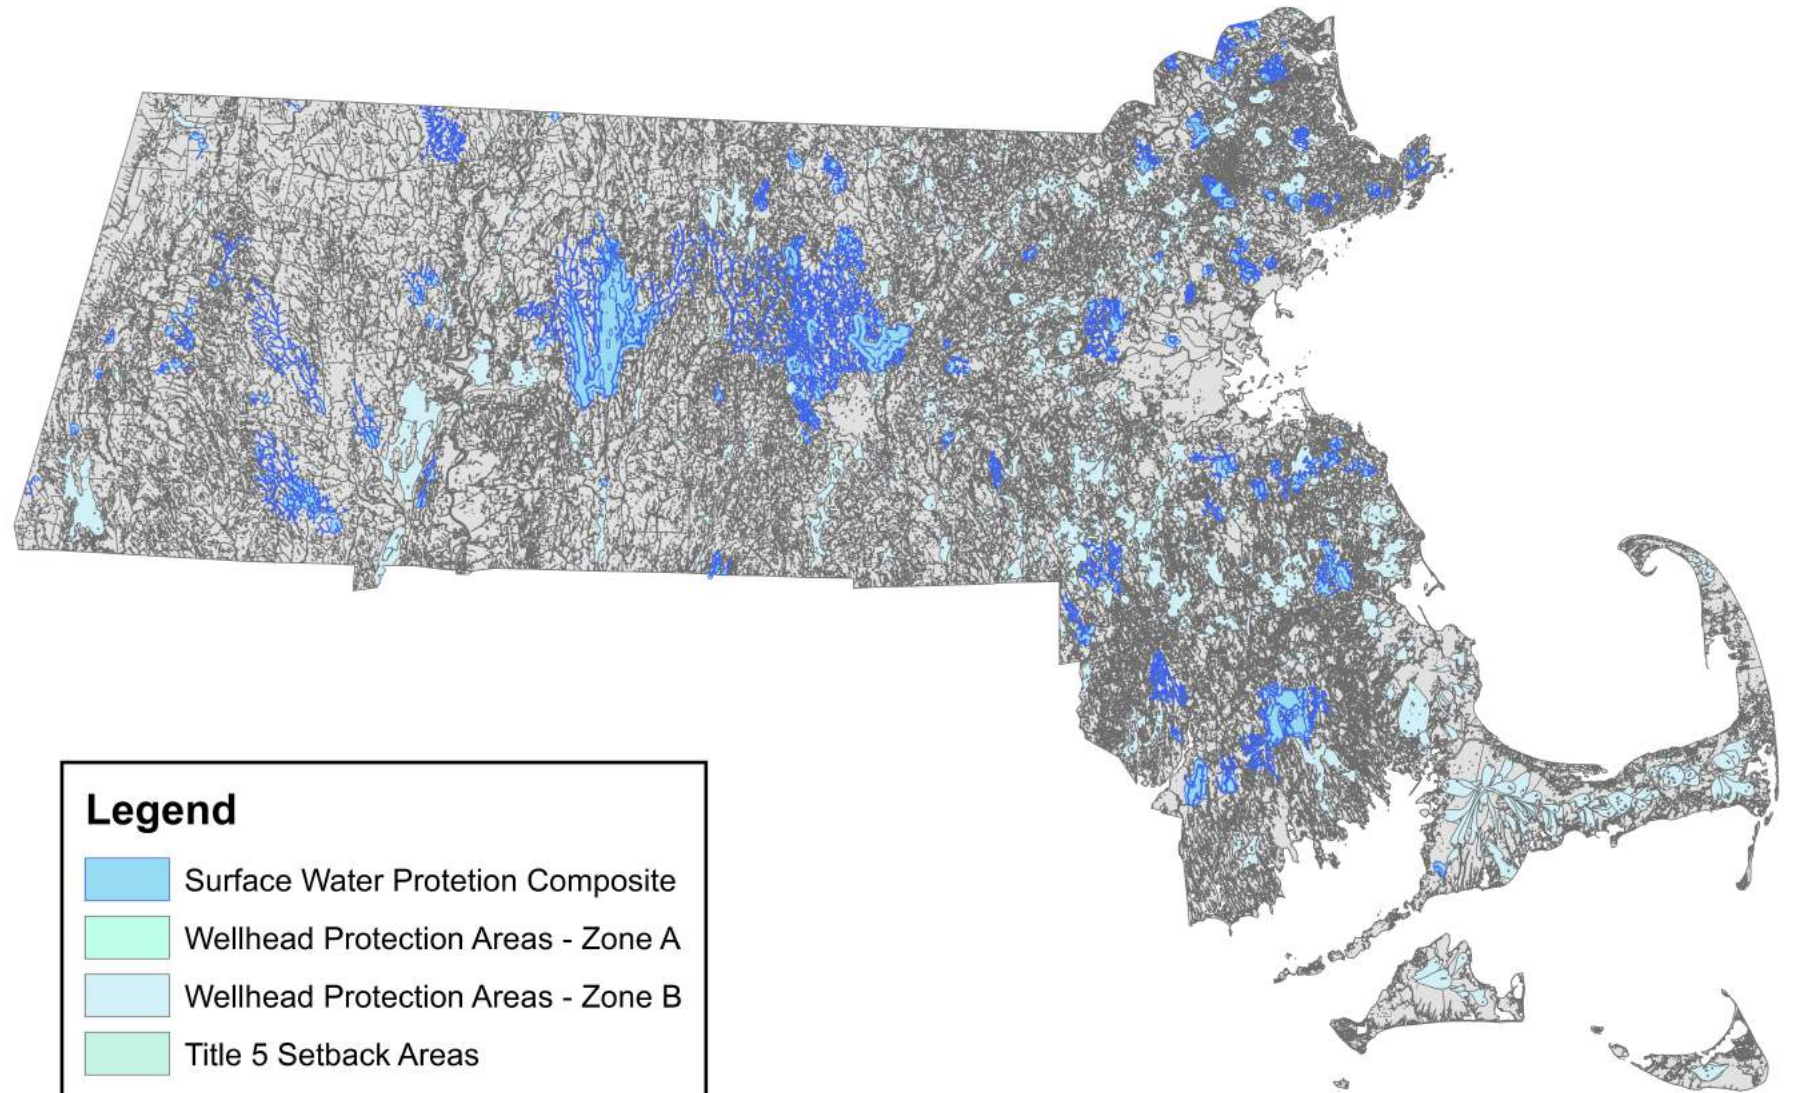 Legend
Surface Water Protetion Composite
Wellhead Protection Areas - Zone A
Wellhead Protection Areas - Zone B
Title 5 Setback Areas